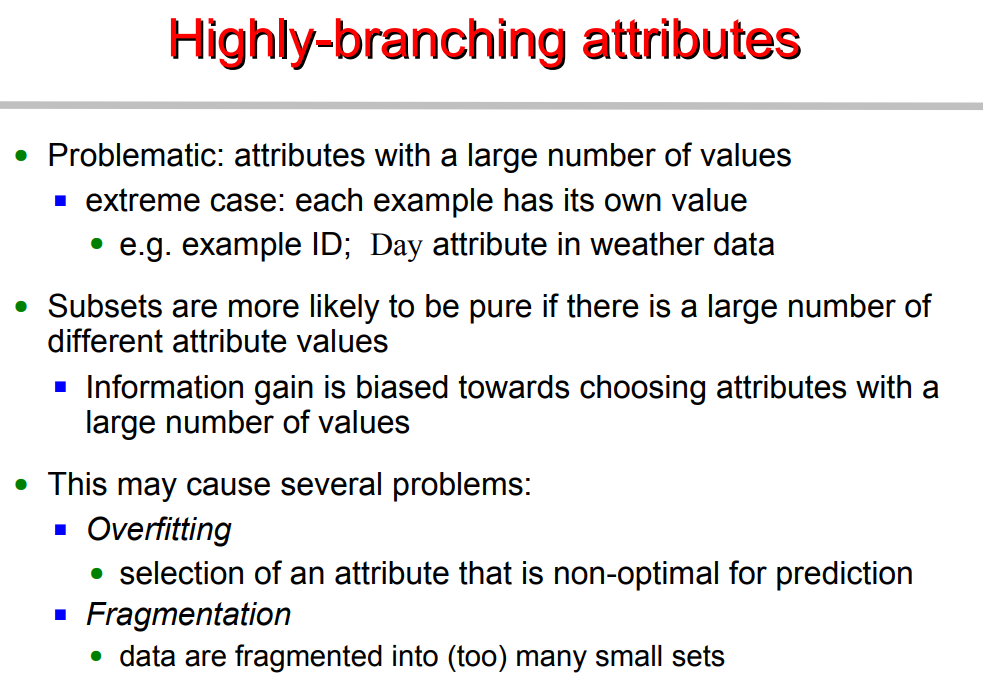 Highly-branching attributes
● Problematic: attributes with a large number of values
■ extreme case: each example has its own value
● e.g. example ID; Day attribute in weather data
● Subsets are more likely to be pure if there is a large number of
different attribute values
■ Information gain is biased towards choosing attributes with a
large number of values
● This may cause several problems:
■ Overfitting
● selection of an attribute that is non-optimal for prediction
■ Fragmentation
● data are fragmented into (too) many small sets